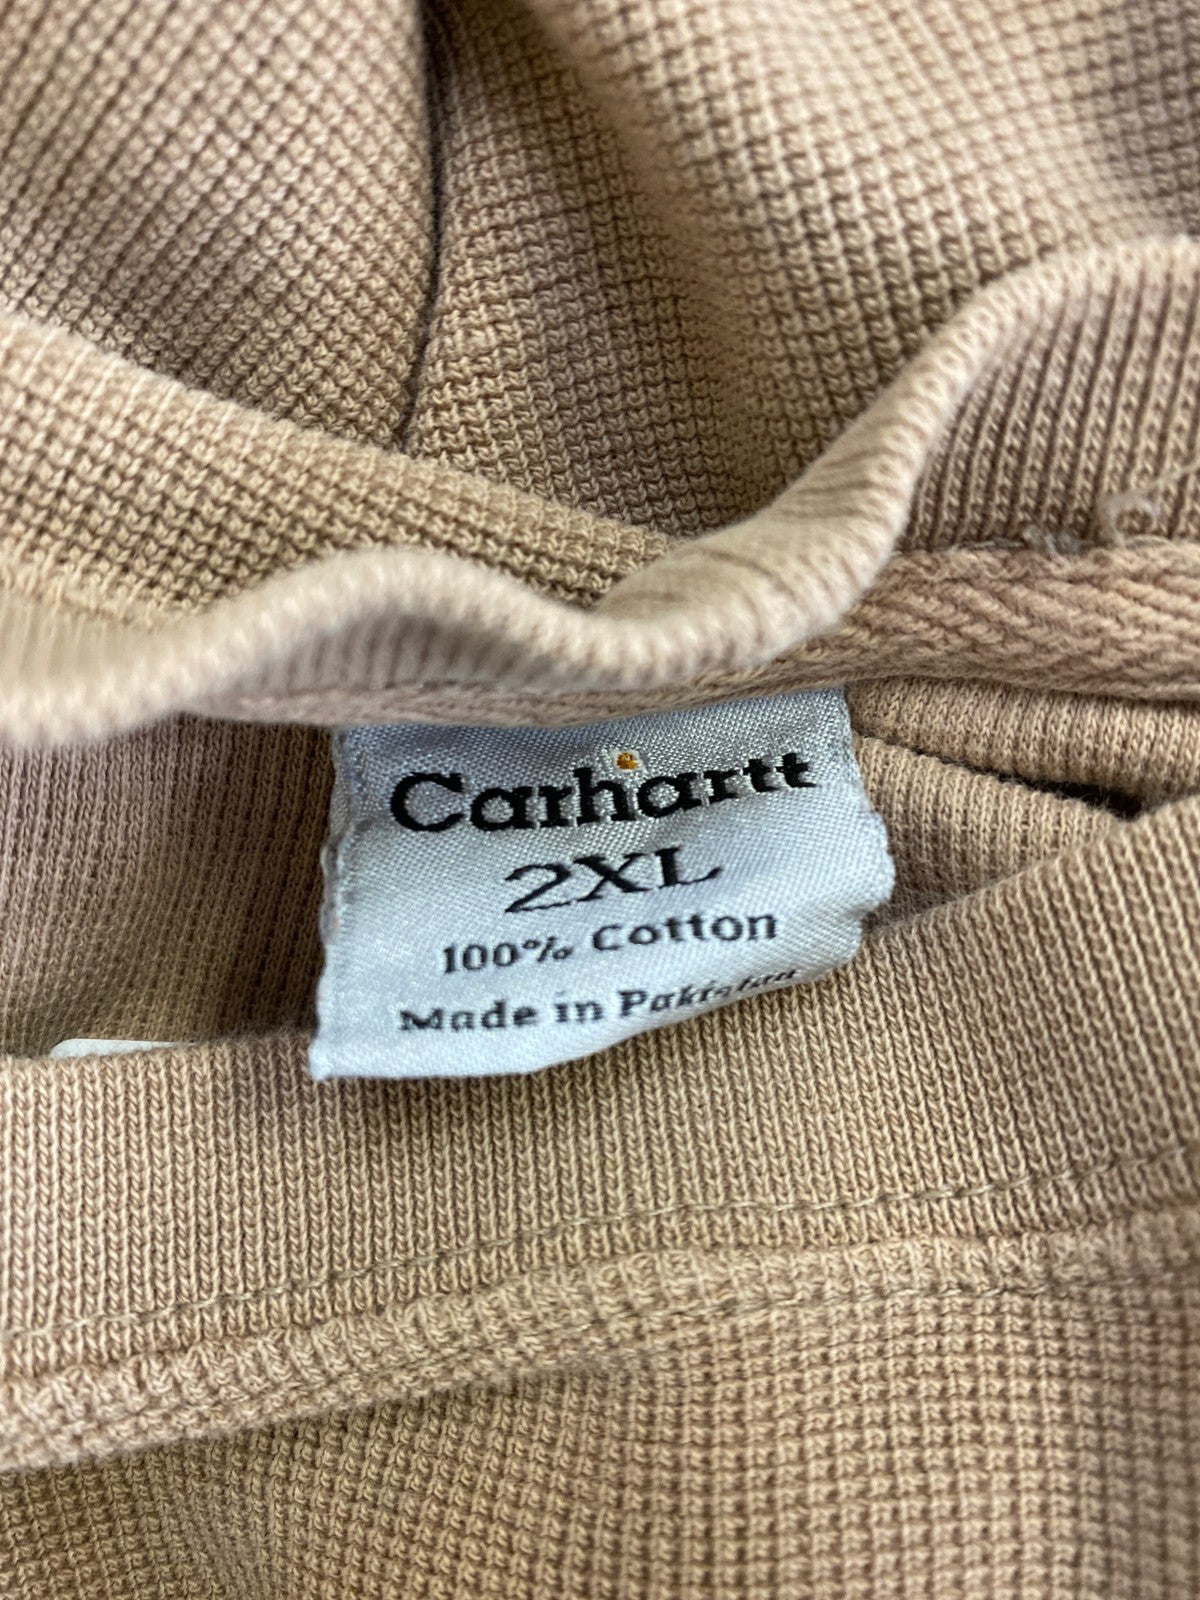 Carhartt
2XL
100% Cotton
Made in Pakistan